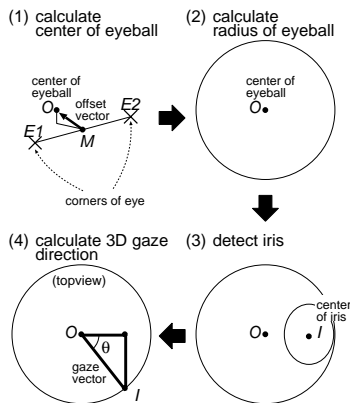 (1) calculate
center of eyeball
center of
eyeball
O
offset
vector
E2
E1
M
corners of eye
(2) calculate
radius of eyeball
center of
eyeball
O
(3) detect iris
center
of iris
O
I
(4) calculate 3D gaze
direction
(topview)
O
θ
gaze
vector
I